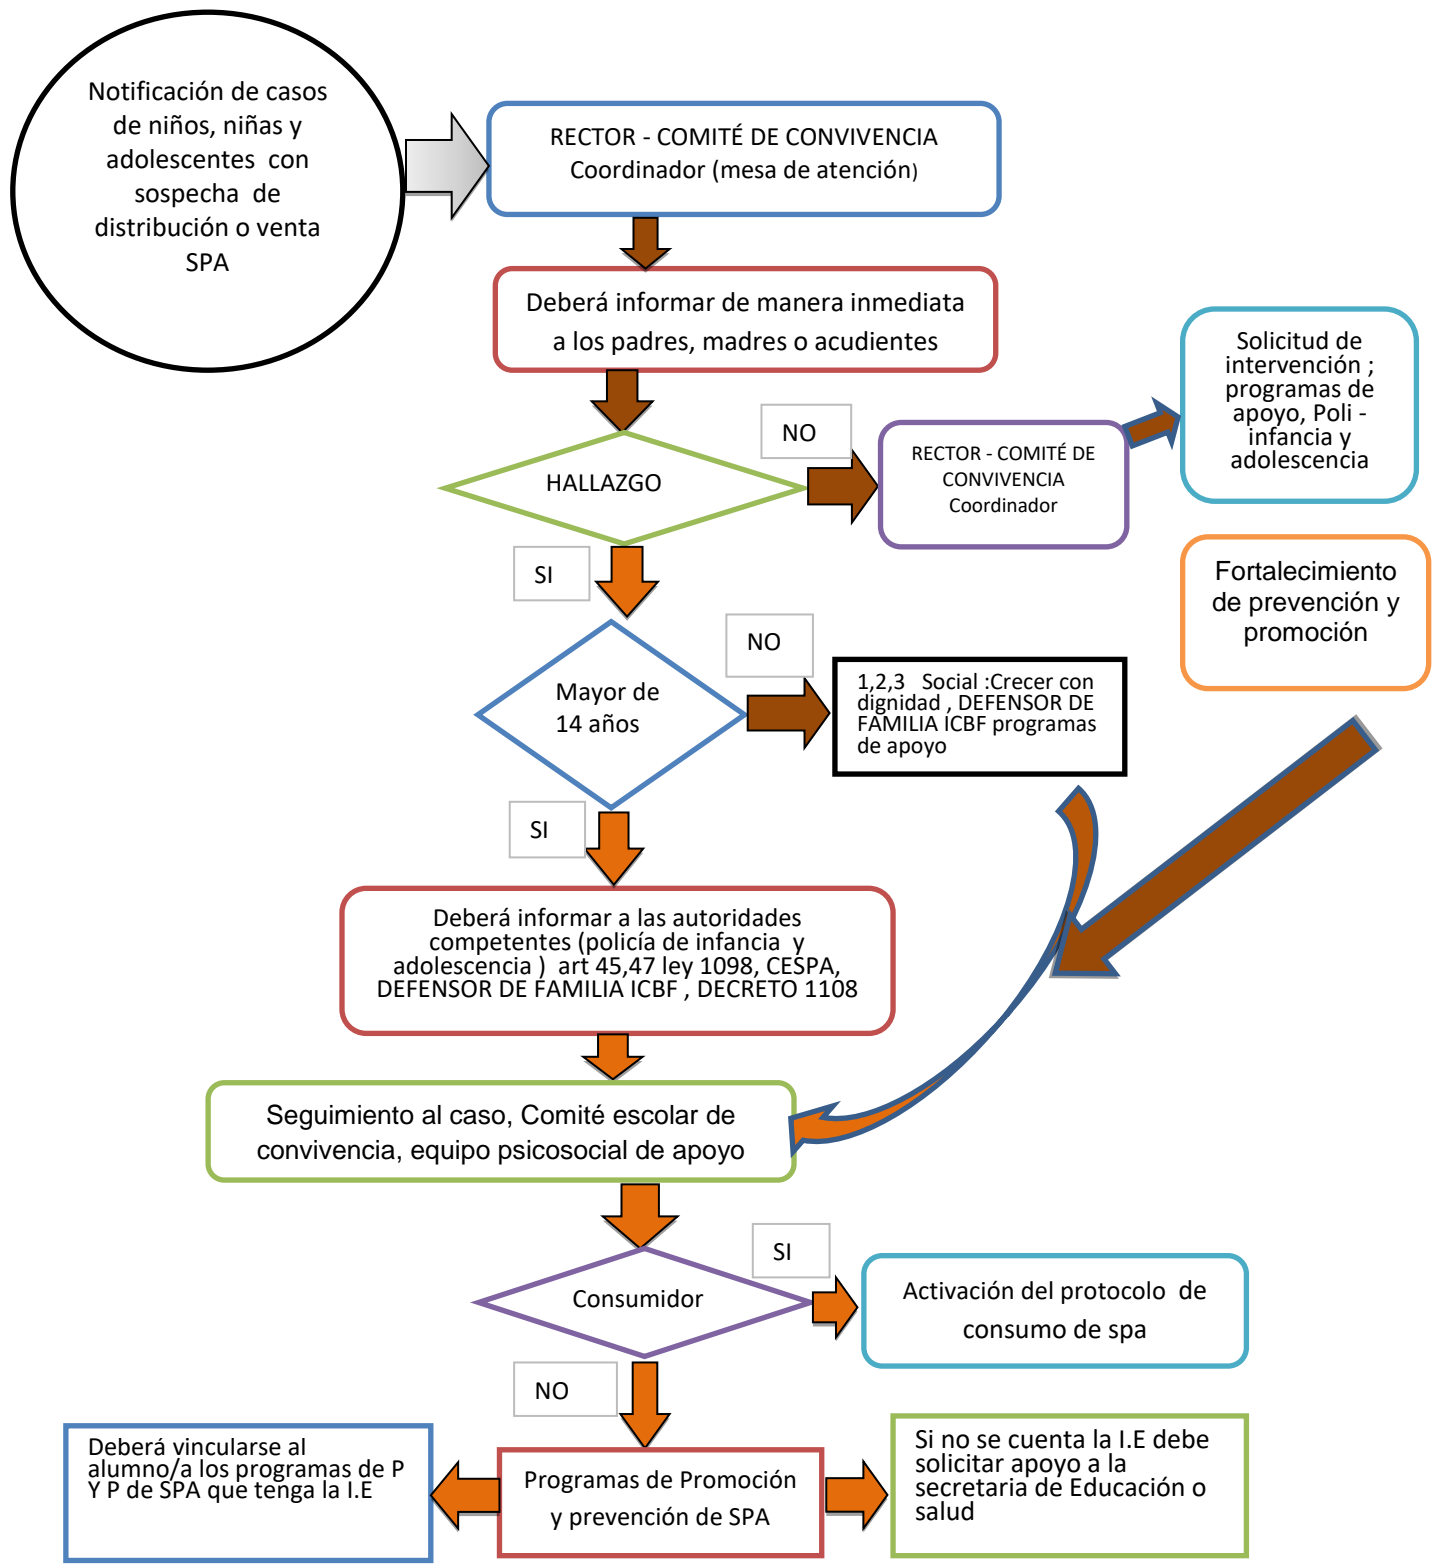 Notificación de casos
de niños, niñas y
adolescentes con
sospecha de
distribución o venta
SPA
RECTOR - COMITÉ DE CONVIVENCIA
Coordinador (mesa de atención)
Deberá informar de manera inmediata
a los padres, madres o acudientes
HALLAZGO
NO
RECTOR - COMITÉ DE
CONVIVENCIA
Coordinador
Solicitud de
intervención ;
programas de
apoyo, Poli -
infancia y
adolescencia
Fortalecimiento
de prevención y
promoción
SI
Mayor de
14 años
NO
1,2,3 Social :Crecer con
dignidad , DEFENSOR DE
FAMILIA ICBF programas
de apoyo
SI
Deberá informar a las autoridades
competentes (policía de infancia y
adolescencia ) art 45,47 ley 1098, CESPA,
DEFENSOR DE FAMILIA ICBF , DECRETO 1108
Seguimiento al caso, Comité escolar de
convivencia, equipo psicosocial de apoyo
Consumidor
SI
Activación del protocolo de
consumo de spa
NO
Programas de Promoción
y prevención de SPA
Deberá vincularse al
alumno/a los programas de P
Y P de SPA que tenga la I.E
Si no se cuenta la I.E debe
solicitar apoyo a la
secretaria de Educación o
salud